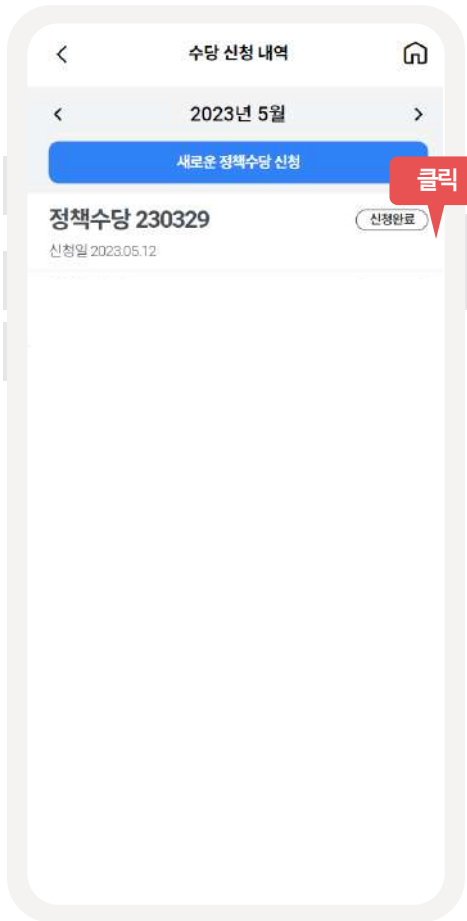 수당 신청 내역
2023년 5월
새로운 정책수당 신청
클릭
정책수당 230329
신청완료
신청일 2023.05.12